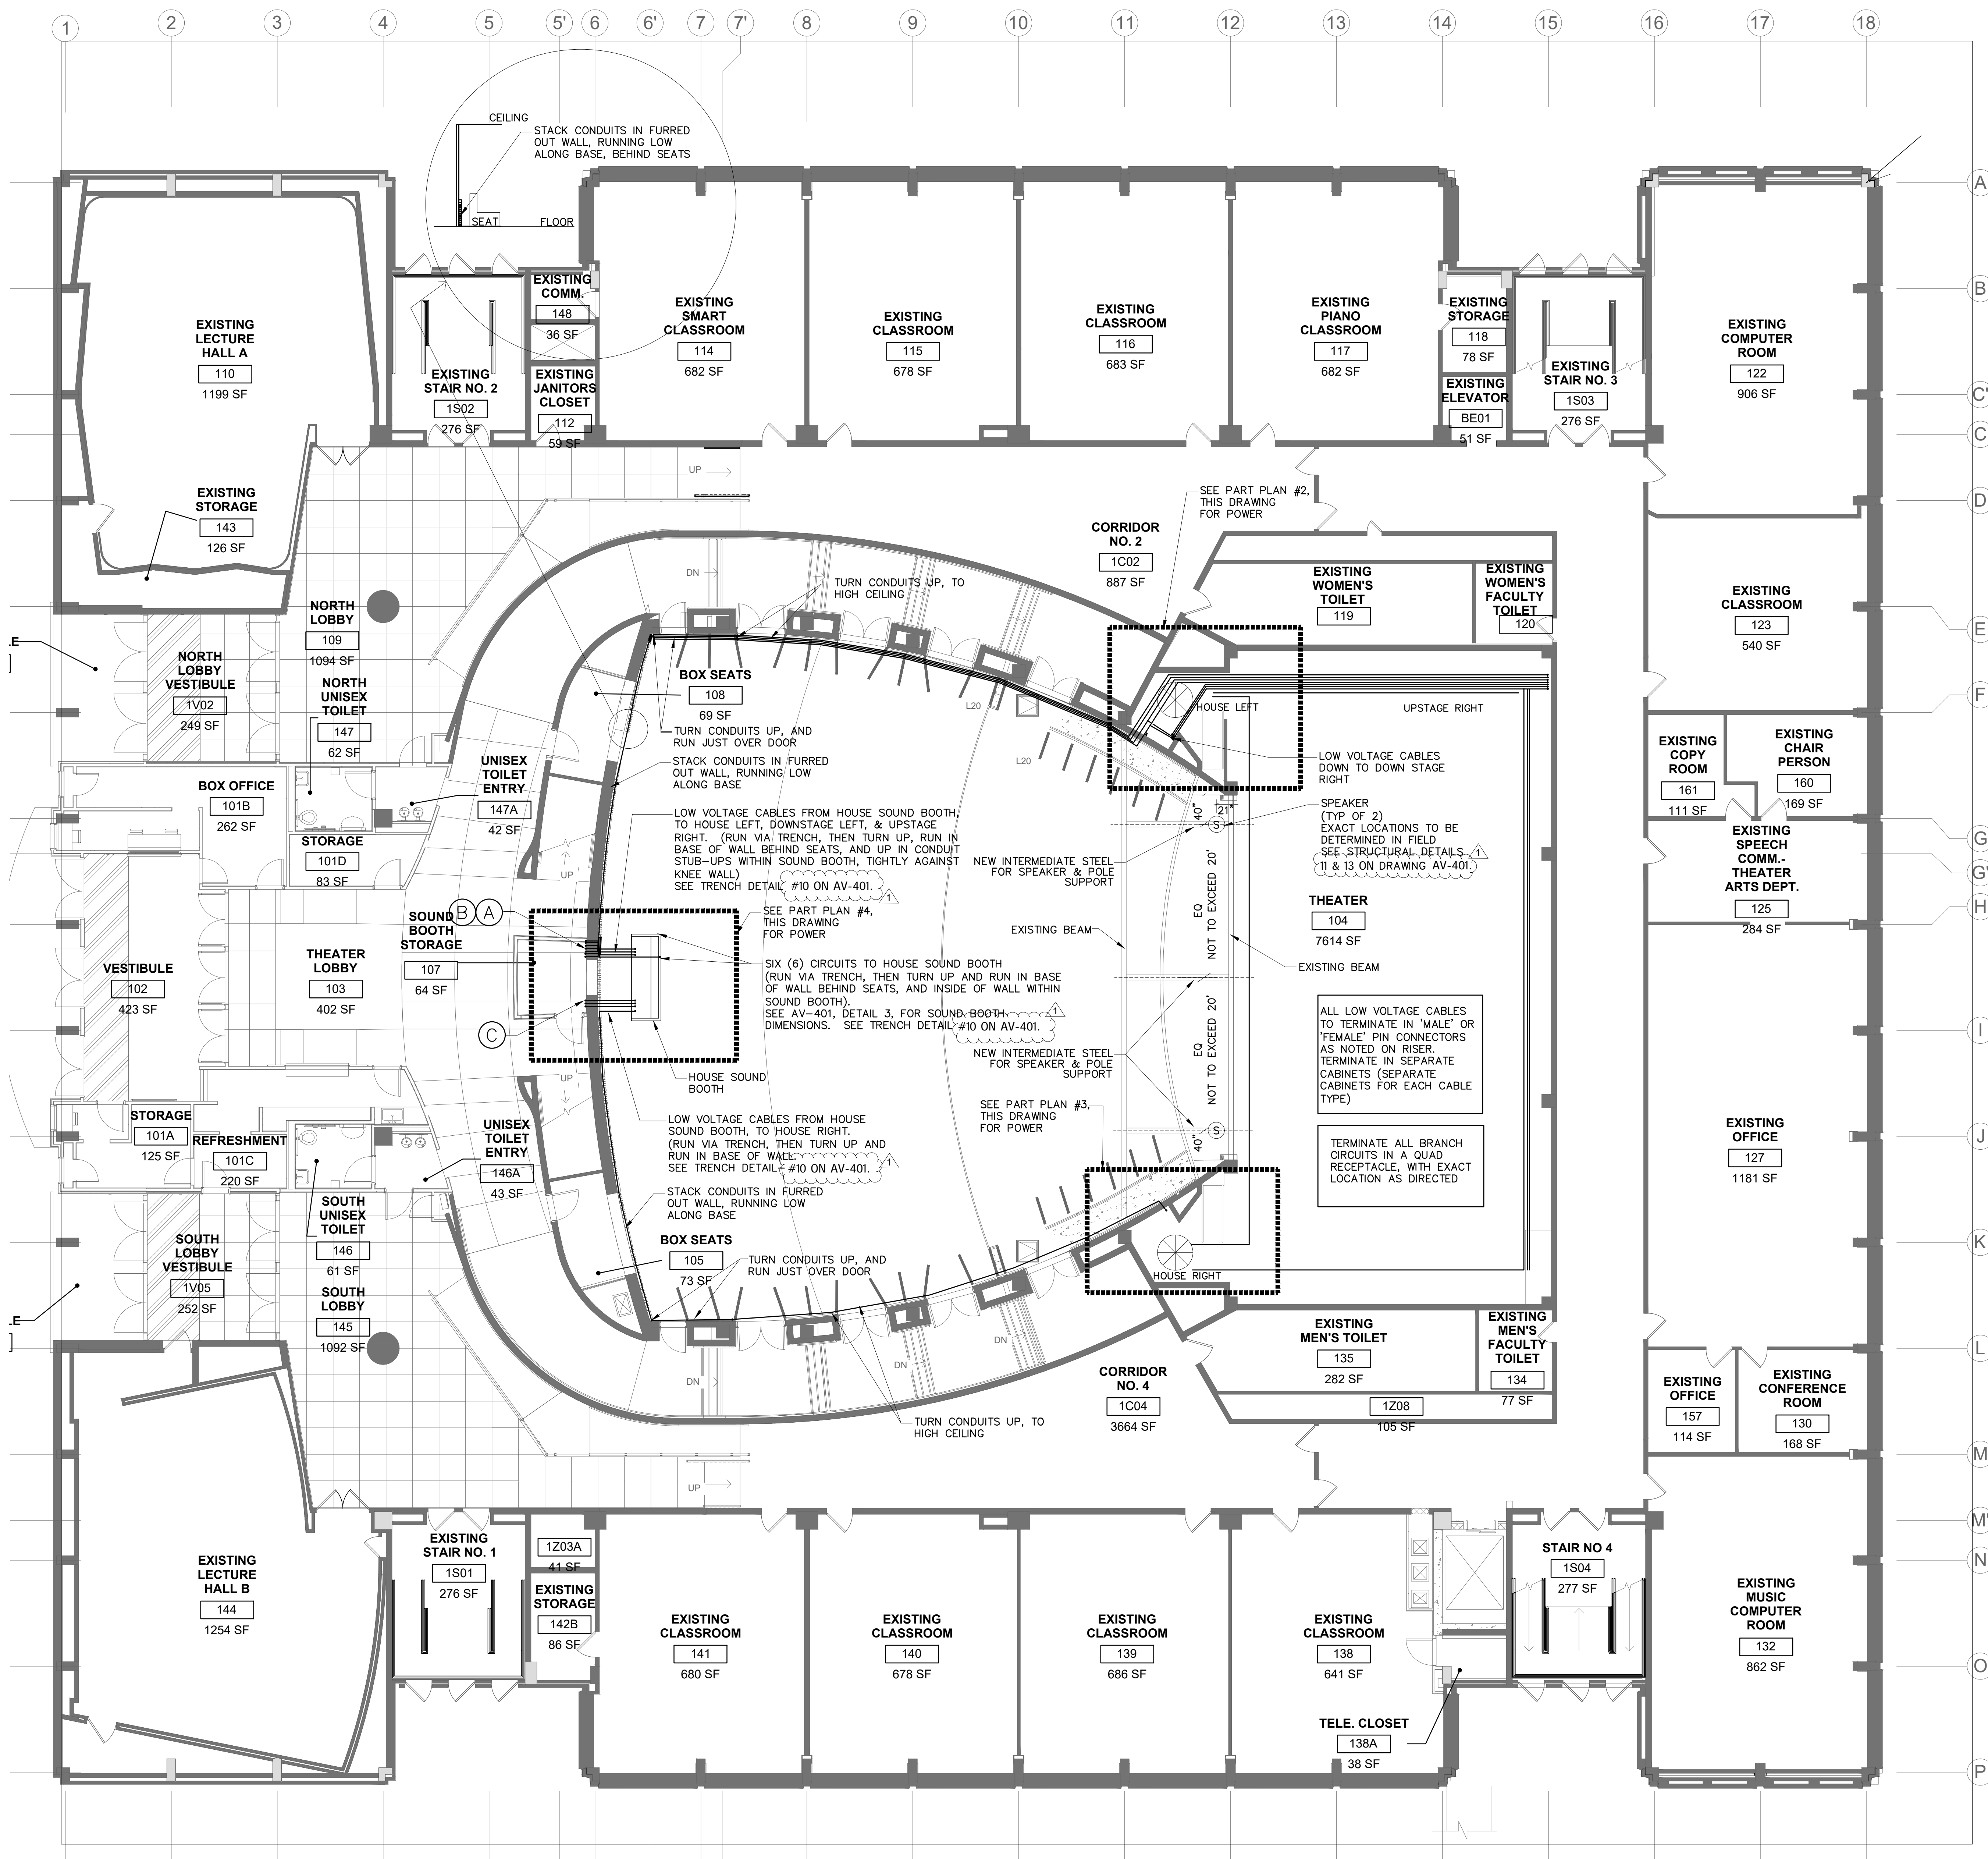 1 2 3 4 5 5' 6 6' 7 7' 8 9 10 11 12 13 14 15 16 17 18
A
B
C'
C
D
E
F
G
G'
H
I
J
K
L
M
M'
N
O
P
CEILING
STACK CONDUITS IN FURRED
OUT WALL, RUNNING LOW
ALONG BASE, BEHIND SEATS
SEAT
FLOOR
EXISTING
LECTURE
HALL A
110
1199 SF
EXISTING
STORAGE
143
126 SF
EXISTING
STAIR NO. 2
1S02
276 SF
EXISTING
COMM.
148
36 SF
EXISTING
JANITORS
CLOSET
112
59 SF
EXISTING
SMART
CLASSROOM
114
682 SF
EXISTING
CLASSROOM
115
678 SF
EXISTING
CLASSROOM
116
683 SF
EXISTING
PIANO
CLASSROOM
117
682 SF
EXISTING
STORAGE
118
78 SF
EXISTING
ELEVATOR
BE01
51 SF
EXISTING
STAIR NO. 3
1S03
276 SF
EXISTING
COMPUTER
ROOM
122
906 SF
UP
SEE PART PLAN #2,
THIS DRAWING
FOR POWER
CORRIDOR
NO. 2
1C02
887 SF
EXISTING
WOMEN'S
TOILET
119
EXISTING
WOMEN'S
FACULTY
TOILET
120
EXISTING
CLASSROOM
123
540 SF
LE
NORTH
LOBBY
109
1094 SF
NORTH
LOBBY
VESTIBULE
1V02
249 SF
NORTH
UNISEX
TOILET
147
62 SF
DN
TURN CONDUITS UP, TO
HIGH CEILING
BOX SEATS
108
69 SF
TURN CONDUITS UP, AND
RUN JUST OVER DOOR
STACK CONDUITS IN FURRED
OUT WALL, RUNNING LOW
ALONG BASE
L20
L20
HOUSE LEFT
UPSTAGE RIGHT
LOW VOLTAGE CABLES
DOWN TO DOWN STAGE
RIGHT
EXISTING
COPY
ROOM
161
111 SF
EXISTING
CHAIR
PERSON
160
169 SF
BOX OFFICE
101B
262 SF
UNISEX
TOILET
ENTRY
147A
42 SF
STORAGE
101D
83 SF
LOW VOLTAGE CABLES FROM HOUSE SOUND BOOTH,
TO HOUSE LEFT, DOWNSTAGE LEFT, & UPSTAGE
RIGHT. (RUN VIA TRENCH, THEN TURN UP, RUN IN
BASE OF WALL BEHIND SEATS, AND UP IN CONDUIT
STUB-UPS WITHIN SOUND BOOTH, TIGHTLY AGAINST
KNEE WALL)
SEE TRENCH DETAIL #10 ON AV-401.
1
40"
21"
S
SPEAKER
(TYP OF 2)
EXACT LOCATIONS TO BE
DETERMINED IN FIELD
SEE STRUCTURAL DETAILS
11 & 13 ON DRAWING AV-401.
1
NEW INTERMEDIATE STEEL
FOR SPEAKER & POLE
SUPPORT
EQ
NOT TO EXCEED 20'
EXISTING
SPEECH
COMM.-
THEATER
ARTS DEPT.
125
284 SF
UP
B A
SOUND
BOOTH
STORAGE
107
64 SF
SEE PART PLAN #4,
THIS DRAWING
FOR POWER
EXISTING BEAM
THEATER
104
7614 SF
EXISTING BEAM
VESTIBULE
102
423 SF
THEATER
LOBBY
103
402 SF
SIX (6) CIRCUITS TO HOUSE SOUND BOOTH
(RUN VIA TRENCH, THEN TURN UP AND RUN IN BASE
OF WALL BEHIND SEATS, AND INSIDE OF WALL WITHIN
SOUND BOOTH).
SEE AV-401, DETAIL 3, FOR SOUND BOOTH
DIMENSIONS. SEE TRENCH DETAIL #10 ON AV-401.
1
C
ALL LOW VOLTAGE CABLES
TO TERMINATE IN 'MALE' OR
'FEMALE' PIN CONNECTORS
AS NOTED ON RISER.
TERMINATE IN SEPARATE
CABINETS (SEPARATE
CABINETS FOR EACH CABLE
TYPE)
NEW INTERMEDIATE STEEL
FOR SPEAKER & POLE
SUPPORT
EQ
NOT TO EXCEED 20'
UP
HOUSE SOUND
BOOTH
SEE PART PLAN #3,
THIS DRAWING
FOR POWER
S
40"
STORAGE
101A
125 SF
REFRESHMENT
101C
220 SF
UNISEX
TOILET
ENTRY
146A
43 SF
LOW VOLTAGE CABLES FROM HOUSE
SOUND BOOTH, TO HOUSE RIGHT.
(RUN VIA TRENCH, THEN TURN UP AND
RUN IN BASE OF WALL.
SEE TRENCH DETAIL #10 ON AV-401.
1
TERMINATE ALL BRANCH
CIRCUITS IN A QUAD
RECEPTACLE, WITH EXACT
LOCATION AS DIRECTED
EXISTING
OFFICE
127
1181 SF
STACK CONDUITS IN FURRED
OUT WALL, RUNNING LOW
ALONG BASE
SOUTH
UNISEX
TOILET
146
61 SF
SOUTH
LOBBY
VESTIBULE
1V05
252 SF
BOX SEATS
105
73 SF
TURN CONDUITS UP, AND
RUN JUST OVER DOOR
HOUSE RIGHT
LE
SOUTH
LOBBY
145
1092 SF
DN
DN
DN
EXISTING
MEN'S TOILET
135
282 SF
EXISTING
MEN'S
FACULTY
TOILET
134
77 SF
CORRIDOR
NO. 4
1C04
3664 SF
1Z08
105 SF
TURN CONDUITS UP, TO
HIGH CEILING
EXISTING
OFFICE
157
114 SF
EXISTING
CONFERENCE
ROOM
130
168 SF
UP
EXISTING
LECTURE
HALL B
144
1254 SF
EXISTING
STAIR NO. 1
1S01
276 SF
1Z03A
41 SF
EXISTING
STORAGE
142B
86 SF
EXISTING
CLASSROOM
141
680 SF
EXISTING
CLASSROOM
140
678 SF
EXISTING
CLASSROOM
139
686 SF
EXISTING
CLASSROOM
138
641 SF
STAIR NO 4
1S04
277 SF
EXISTING
MUSIC
COMPUTER
ROOM
132
862 SF
TELE. CLOSET
138A
38 SF